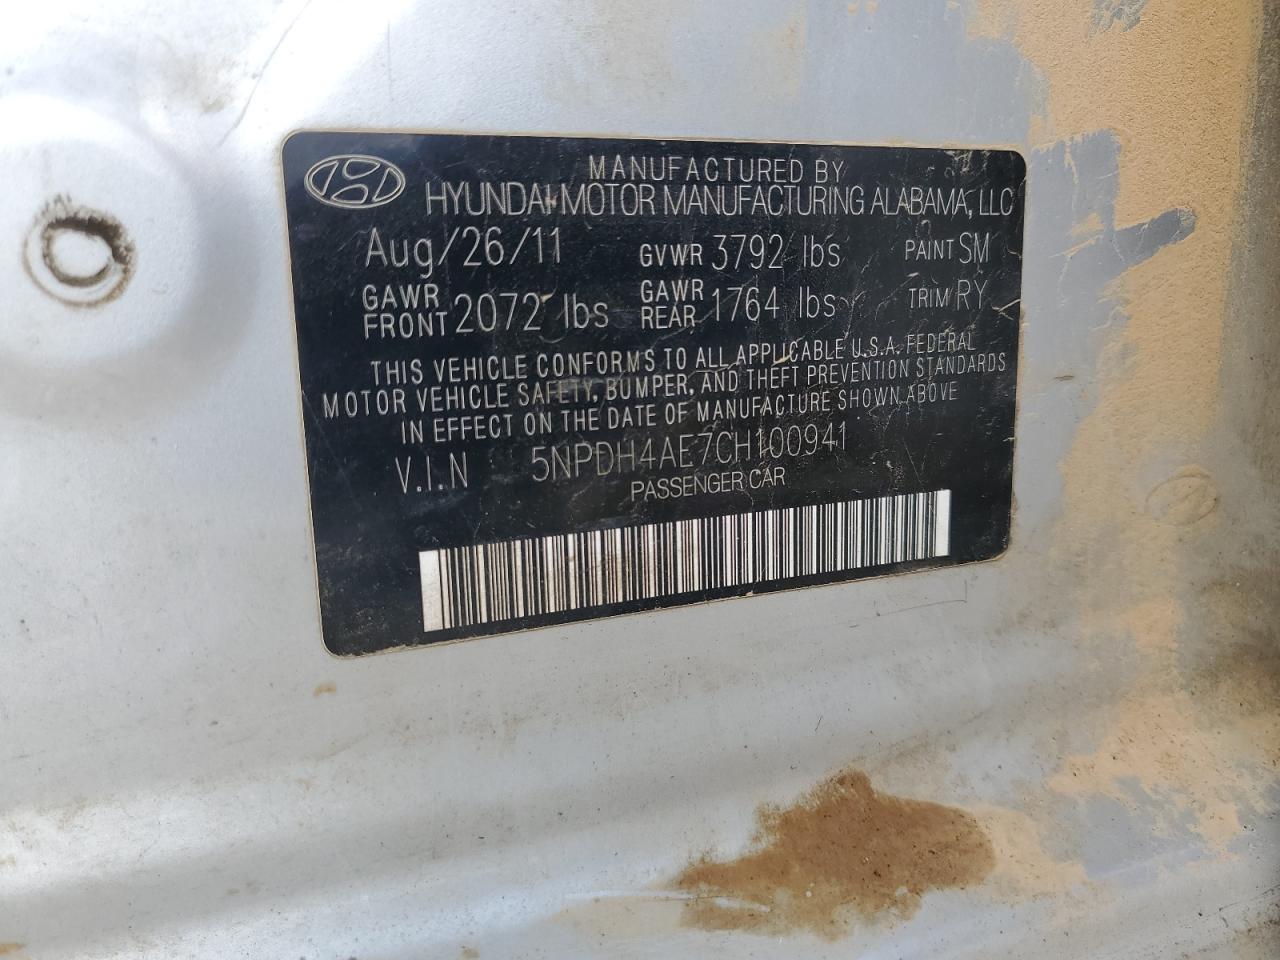 MANUFACTURED BY
HYUNDAI MOTOR MANUFACTURING ALABAMA, LLC
Aug/26/11 GVWR 3792 lbs PAINT SM
GAWR FRONT 2072 lbs GAWR REAR 1764 lbs TRIM RY
THIS VEHICLE CONFORMS TO ALL APPLICABLE U.S.A. FEDERAL
MOTOR VEHICLE SAFETY, BUMPER, AND THEFT PREVENTION STANDARDS
IN EFFECT ON THE DATE OF MANUFACTURE SHOWN ABOVE
V.I.N 5NPDH4AE7CH100941
PASSENGER CAR